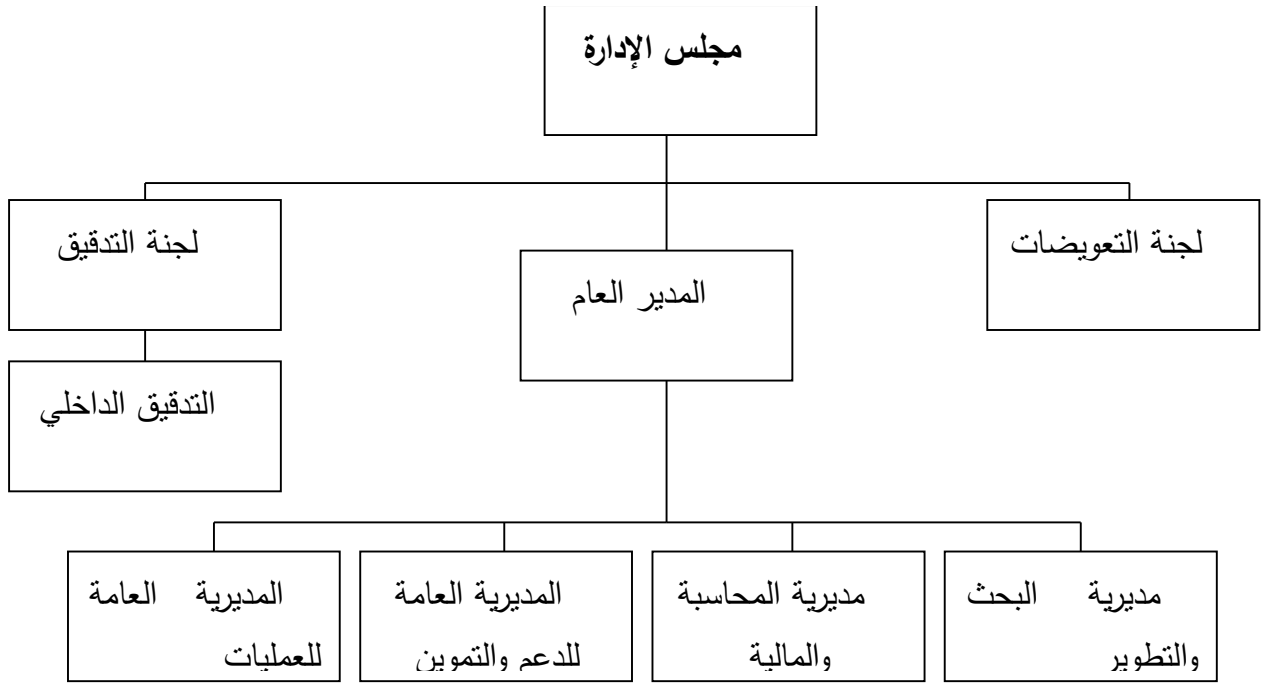 مجلس الإدارة
لجنة التعويضات
لجنة التدقيق
المدير العام
التدقيق الداخلي
مديرية البحث
والتطوير
مديرية المحاسبة
والمالية
المديرية العامة
للدعم والتموين
المديرية العامة
للعمليات